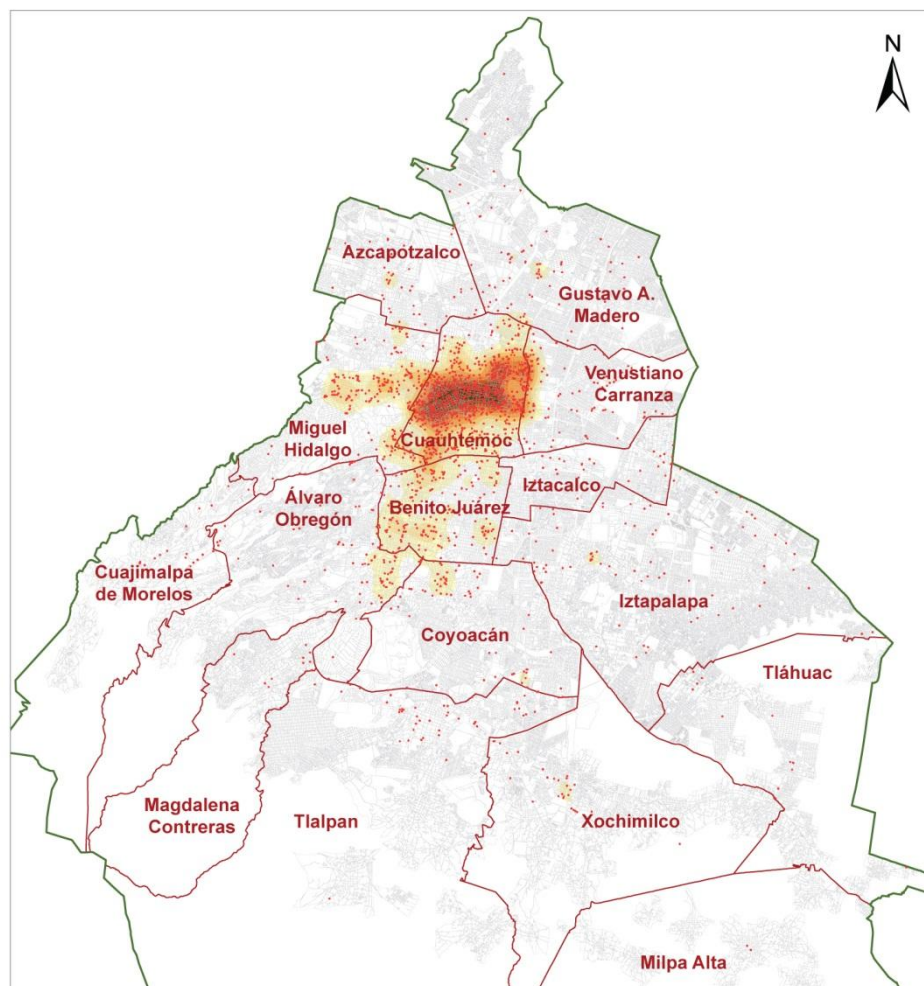 N
Azcapotzalco
Gustavo A.
Madero
Venustiano
Carranza
Miguel
Hidalgo
Cuauhtémoc
Iztacalco
Álvaro
Obregón
Benito Juárez
Cuajimalpa
de Morelos
Iztapalapa
Coyoacán
Tláhuac
Magdalena
Contreras
Tlalpan
Xochimilco
Milpa Alta